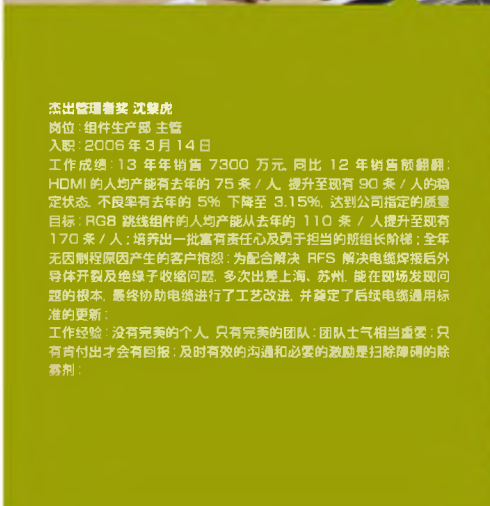 杰出管理者奖 沈黎虎
岗位：组件生产部 主管
入职：2006 年 3 月 14 日
工作成绩：13 年年销售 7300 万元，同比 12 年销售额翻翻；
HDMI 的人均产能有去年的 75 条 / 人，提升至现有 90 条 / 人的稳
定状态，不良率有去年的 5% 下降至 3.15%，达到公司指定的质量
目标；RG8 跳线组件的人均产能从去年的 110 条 / 人提升至现有
170 条 / 人；培养出一批富有责任心及勇于担当的班组长阶梯；全年
无因制程原因产生的客户抱怨；为配合解决 RFS 解决电缆焊接后外
导体开裂及绝缘子收缩问题，多次出差上海、苏州，能在现场发现问
题的根本，最终协助电缆进行了工艺改进，并奠定了后续电缆通用标
准的更新；
工作经验：没有完美的个人，只有完美的团队；团队士气相当重要；只
有肯付出才会有回报；及时有效的沟通和必要的激励是扫除障碍的除
雾剂；